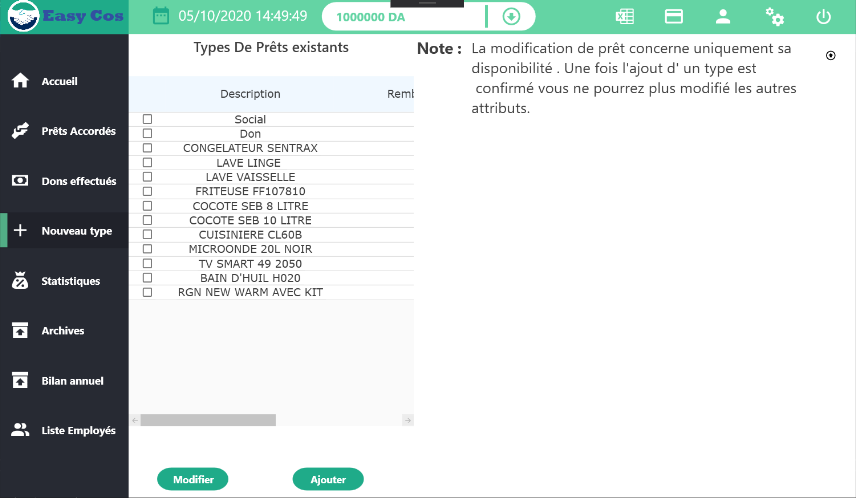 Easy Cos
05/10/2020 14:49:49
1000000 DA
Accueil
Prêts Accordés
Dons effectués
Nouveau type
Statistiques
Archives
Bilan annuel
Liste Employés
Types De Prêts existants
Description
Remb
Social
Don
CONGELATEUR SENTRAX
LAVE LINGE
LAVE VAISSELLE
FRITEUSE FF107810
COCOTE SEB 8 LITRE
COCOTE SEB 10 LITRE
CUISINIERE CL60B
MICROONDE 20L NOIR
TV SMART 49 2050
BAIN D'HUIL H020
RGN NEW WARM AVEC KIT
Modifier
Ajouter
Note : La modification de prêt concerne uniquement sa
disponibilité . Une fois l'ajout d' un type est
confirmé vous ne pourrez plus modifié les autres
attributs.